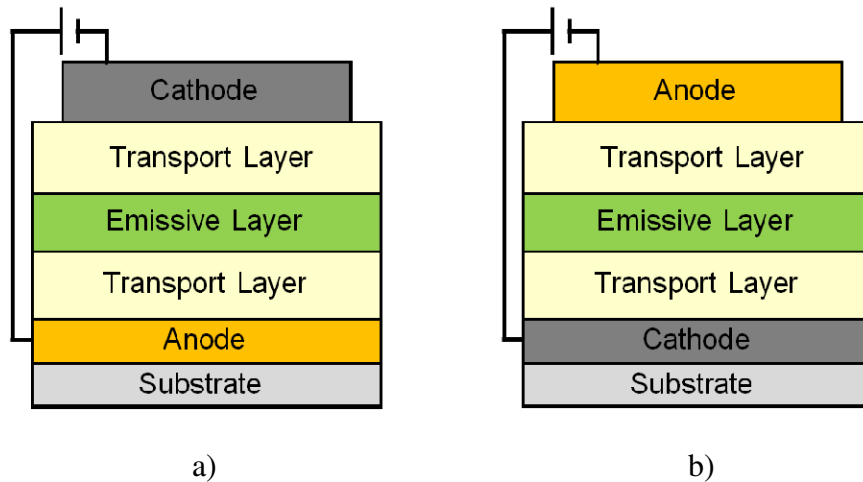 Cathode
Transport Layer
Emissive Layer
Transport Layer
Anode
Substrate
a)
Anode
Transport Layer
Emissive Layer
Transport Layer
Cathode
Substrate
b)